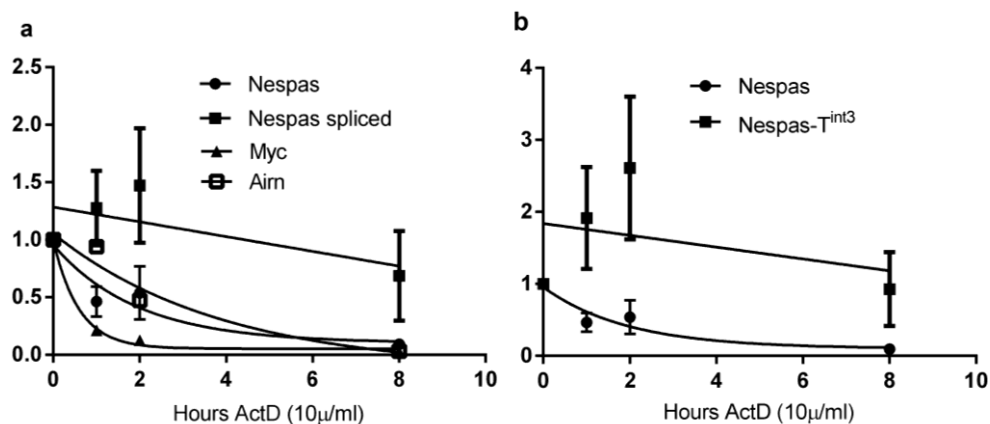 a
2.5
2.0
1.5
1.0
0.5
0.0
0
2
4
6
8
10
Hours ActD (10μ/ml)
Nespas
Nespas spliced
Myc
Airn
b
4
3
2
1
0
0
2
4
6
8
10
Hours ActD (10μ/ml)
Nespas
Nespas-T^int3